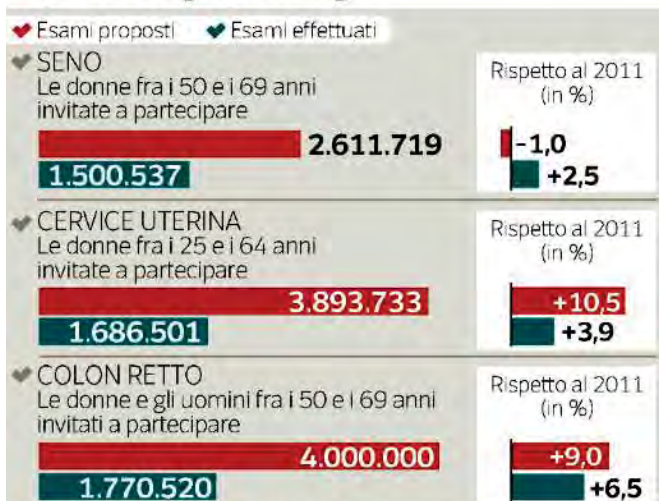 Esami proposti Esami effettuati
SENO
Le donne fra i 50 e i 69 anni
invitate a partecipare
2.611.719
1.500.537
Rispetto al 2011
(in %)
-1,0
+2,5
CERVICE UTERINA
Le donne fra i 25 e i 64 anni
invitate a partecipare
3.893.733
1.686.501
Rispetto al 2011
(in %)
+10,5
+3,9
COLON RETTO
Le donne e gli uomini fra i 50 e i 69 anni
invitati a partecipare
4.000.000
1.770.520
Rispetto al 2011
(in %)
+9,0
+6,5